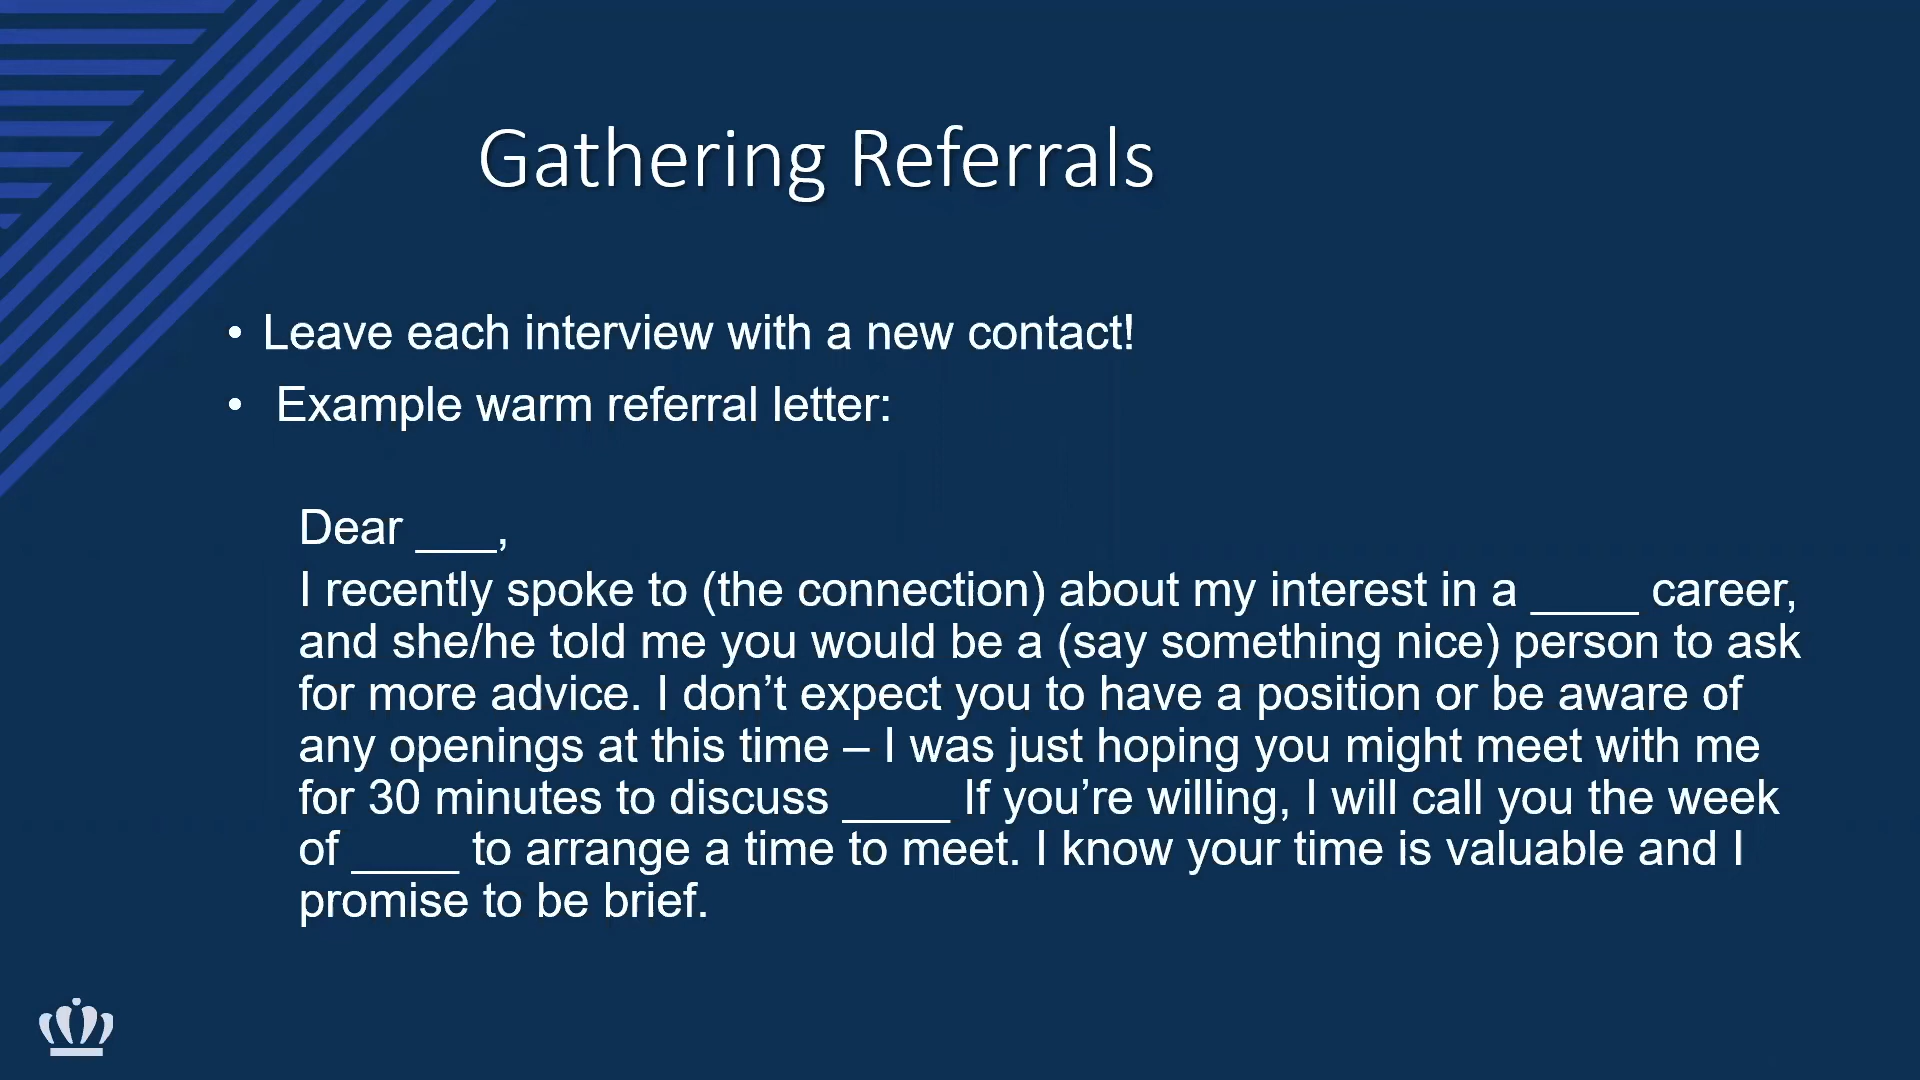 Gathering Referrals
• Leave each interview with a new contact!
• Example warm referral letter:
Dear ___,
I recently spoke to (the connection) about my interest in a ____ career,
and she/he told me you would be a (say something nice) person to ask
for more advice. I don’t expect you to have a position or be aware of
any openings at this time – I was just hoping you might meet with me
for 30 minutes to discuss ____ If you’re willing, I will call you the week
of ____ to arrange a time to meet. I know your time is valuable and I
promise to be brief.